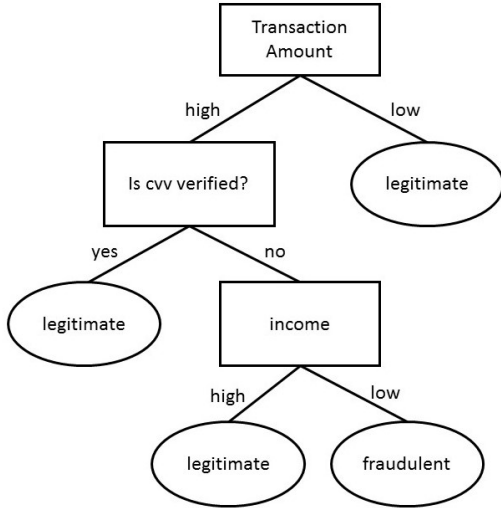 Transaction
Amount
high
low
Is cvv verified?
legitimate
yes
no
legitimate
income
high
low
legitimate
fraudulent